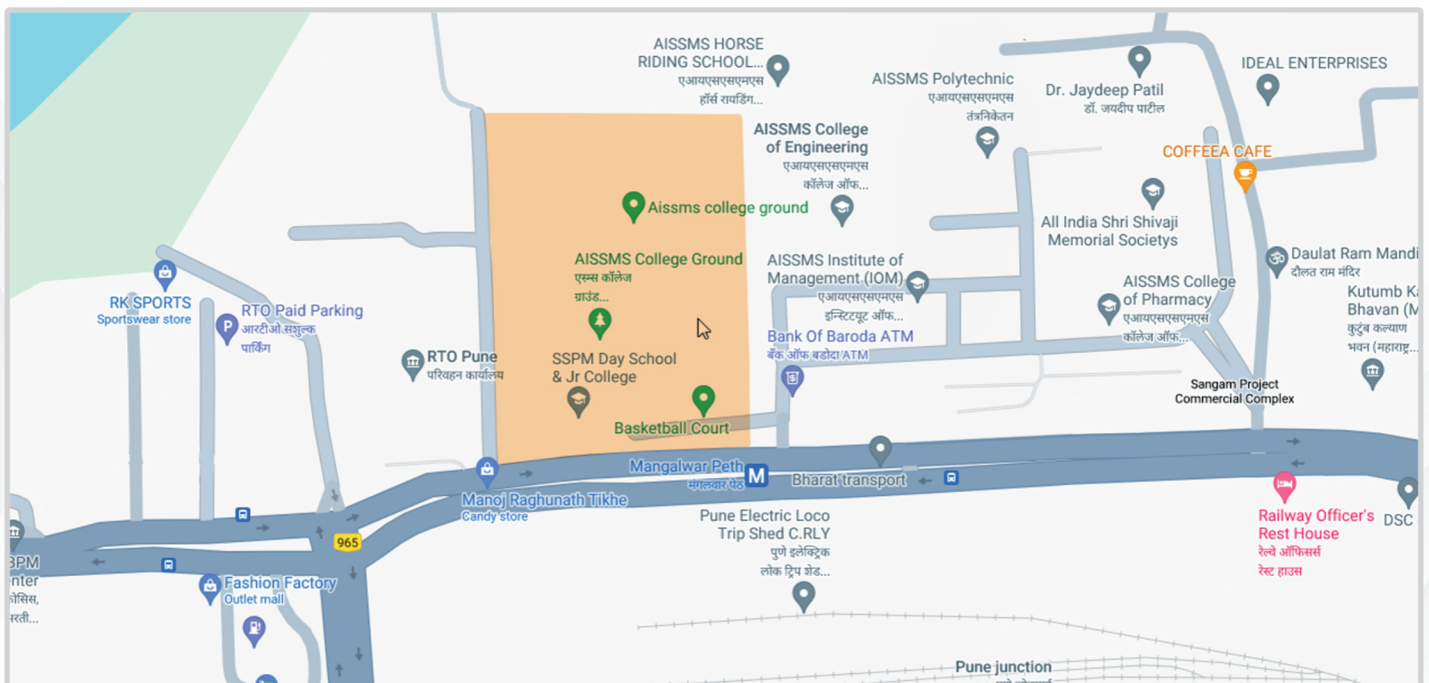 AISSMS HORSE
RIDING SCHOOL...
एआयएसएसएमएस
हॉर्स रायडिंग...
AISSMS Polytechnic
एआयएसएसएमएस
तंत्रनिकेतन
Dr. Jaydeep Patil
डॉ. जयदीप पाटील
IDEAL ENTERPRISES
AISSMS College
of Engineering
एआयएसएसएमएस
कॉलेज ऑफ...
COFFEEA CAFE
Aissms college ground
All India Shri Shivaji
Memorial Societys
AISSMS College Ground
एस्म्स कॉलेज
ग्राउंड...
AISSMS Institute of
Management (IOM)
एआयएसएसएमएस
इन्स्टिटयूट ऑफ...
Daulat Ram Mandi
दौलत राम मंदिर
AISSMS College
of Pharmacy
एआयएसएसएमएस
कॉलेज ऑफ...
Kutumb Ka
Bhavan (M
कुटुंब कल्याण
भवन (महाराष्ट्र...
RK SPORTS
Sportswear store
RTO Paid Parking
आरटीओ सशुल्क
पार्किंग
P
Bank Of Baroda ATM
बँक ऑफ बडोदा ATM
RTO Pune
परिवहन कार्यालय
SSPM Day School
& Jr College
Sangam Project
Commercial Complex
Basketball Court
Mangalwar Peth
मंगलवार पेठ
M
Bharat transport
Manoj Raghunath Tikhe
Candy store
Pune Electric Loco
Trip Shed C.RLY
पुणे इलेक्ट्रिक
लोक ट्रिप शेड...
Railway Officer's
Rest House
रेल्वे ऑफिसर्स
रेस्ट हाउस
DSC
965
BPM
nter
Fashion Factory
Outlet mall
Pune junction